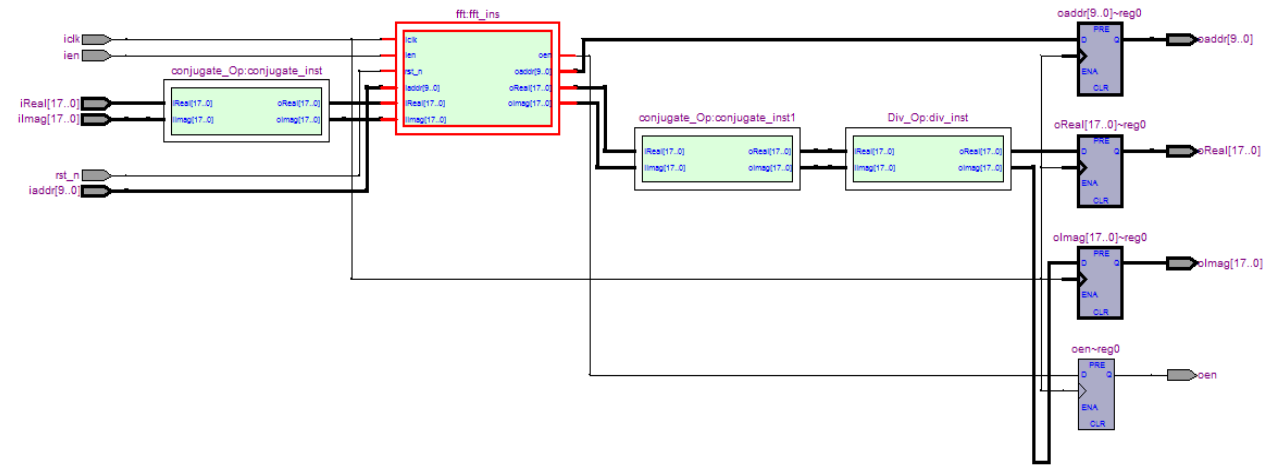 iclk
ien
iReal[17..0]
iImag[17..0]
rst_n
iaddr[9..0]
conjugate_Op:conjugate_inst
iReal[17..0] oReal[17..0]
iImag[17..0] oImag[17..0]
fft:fft_ins
iclk
ien oen
rst_n oaddr[9..0]
iaddr[9..0] oReal[17..0]
iReal[17..0] oImag[17..0]
iImag[17..0]
conjugate_Op:conjugate_inst1
iReal[17..0] oReal[17..0]
iImag[17..0] oImag[17..0]
Div_Op:div_inst
iReal[17..0] oReal[17..0]
iImag[17..0] oImag[17..0]
oaddr[9..0]~reg0
PRE
D Q
ENA
CLR
oaddr[9..0]
oReal[17..0]~reg0
PRE
D Q
ENA
CLR
oReal[17..0]
oImag[17..0]~reg0
PRE
D Q
ENA
CLR
oImag[17..0]
oen~reg0
PRE
D Q
ENA
CLR
oen